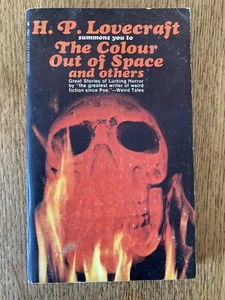 H. P. Lovecraft
summons you to
The Colour
Out of Space
and others
Great Stories of Lurking Horror
by "the greatest writer of weird
fiction since Poe."—Weird Tales